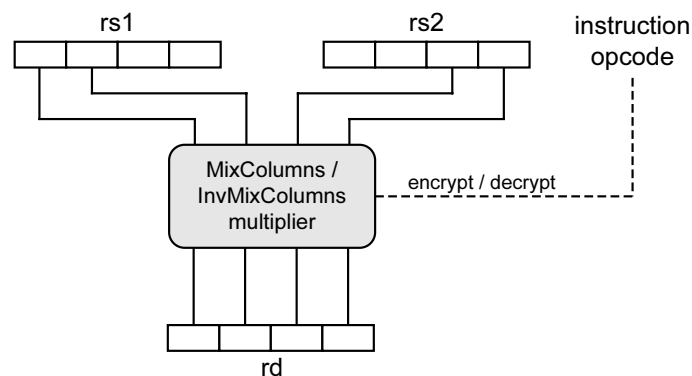 rs1
rs2
instruction
opcode
MixColumns /
InvMixColumns
multiplier
encrypt / decrypt
rd